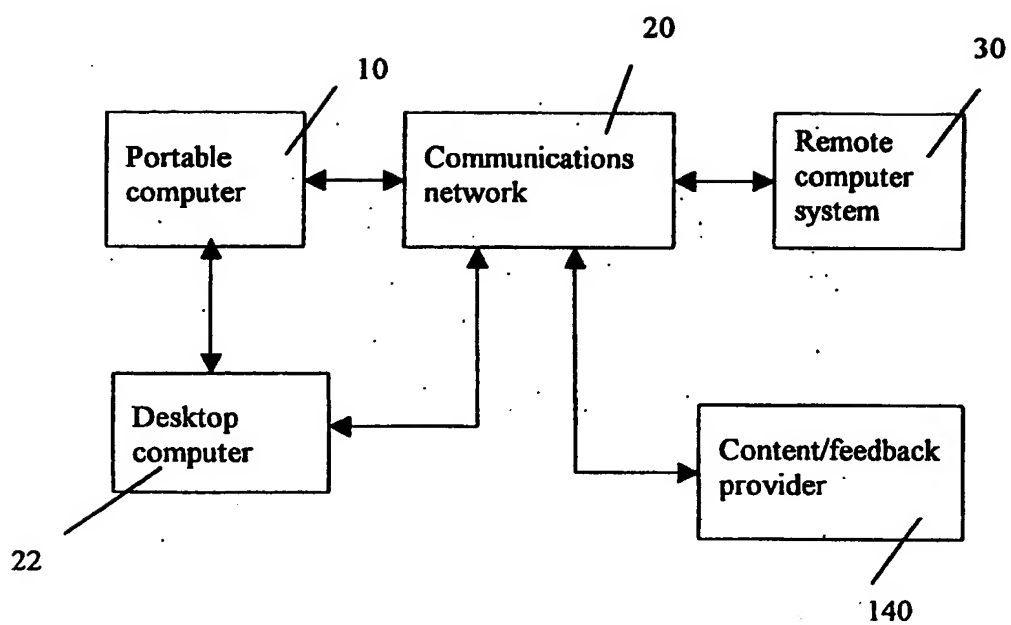 20
30
10
Portable
computer
Communications
network
Remote
computer
system
Desktop
computer
Content/feedback
provider
22
140